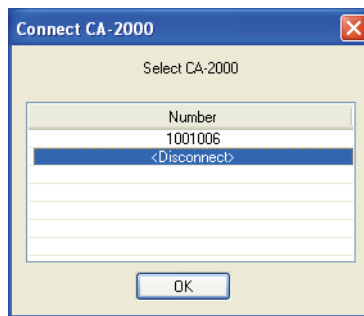 Connect CA-2000
Select CA-2000
Number
1001006
<Disconnect>
OK